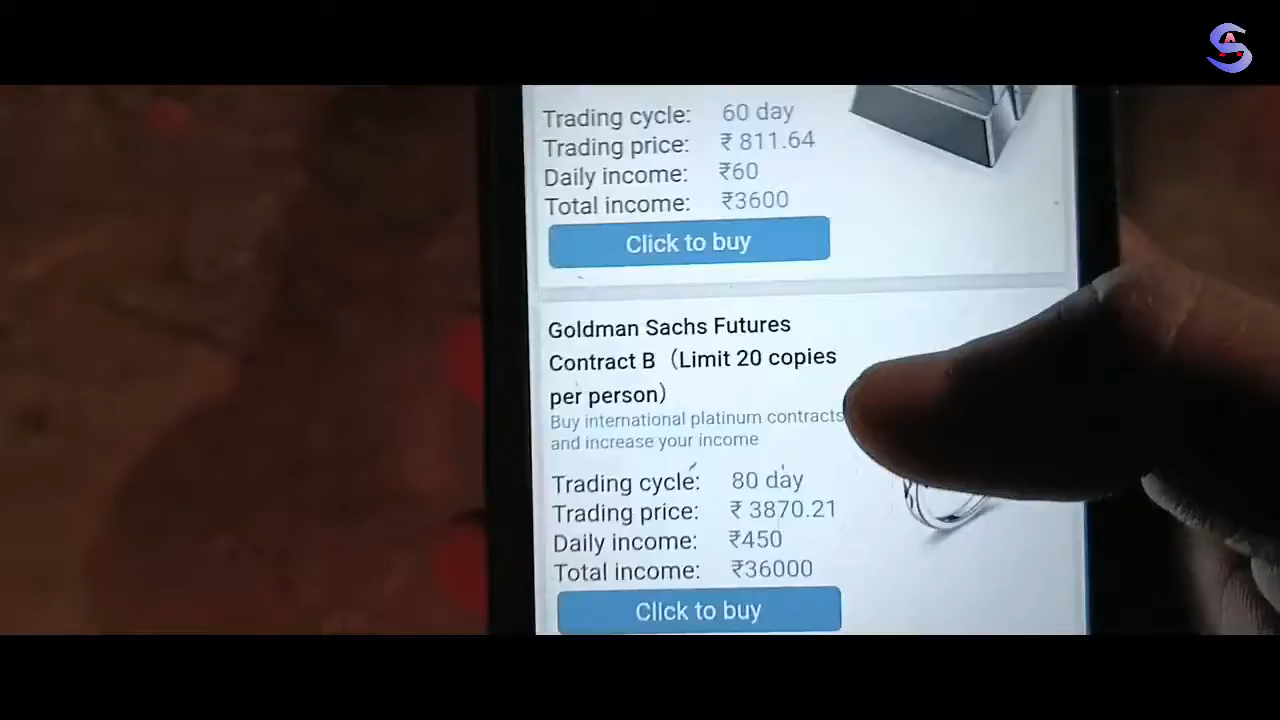 Trading cycle: 60 day
Trading price: ₹ 811.64
Daily income: ₹60
Total income: ₹3600
Click to buy
Goldman Sachs Futures
Contract B（Limit 20 copies
per person）
Buy international platinum contracts
and increase your income
Trading cycle: 80 day
Trading price: ₹ 3870.21
Daily income: ₹450
Total income: ₹36000
Click to buy